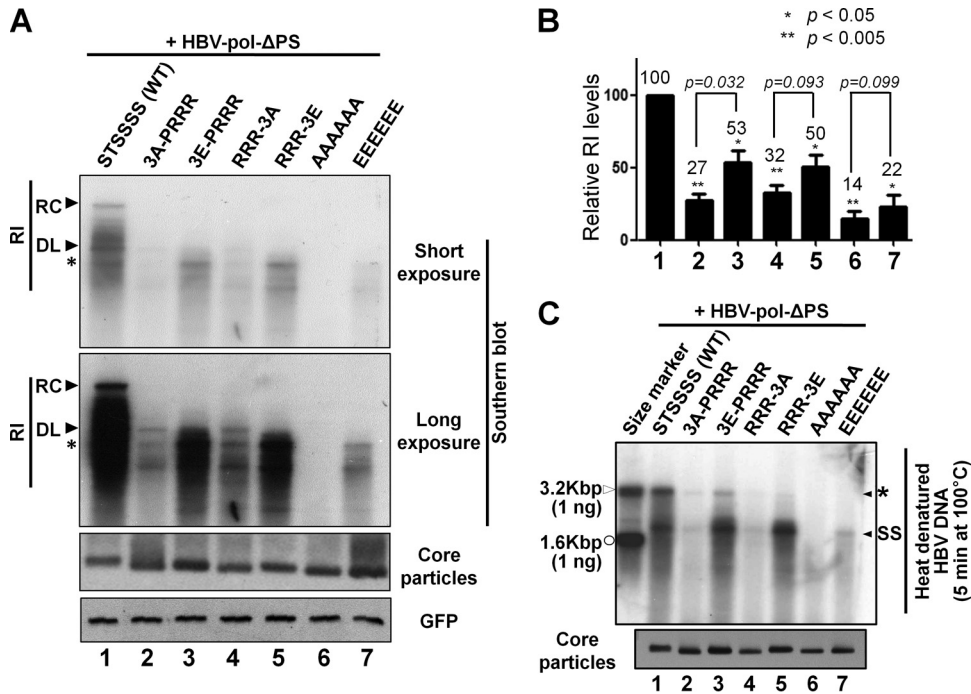 A
+ HBV-pol-ΔPS
STSSSS (WT)
3A-PRRR
3E-PRRR
RRR-3A
RRR-3E
AAAAAA
EEEEEE
RI
RC
DL
*
Short
exposure
RI
RC
DL
*
Long
exposure
Southern blot
Core
particles
GFP
1 2 3 4 5 6 7
B
* p < 0.05
** p < 0.005
Relative RI levels
100
50
0
100
p=0.032
p=0.093
p=0.099
27
**
53
*
32
**
50
*
14
**
22
*
1 2 3 4 5 6 7
C
+ HBV-pol-ΔPS
Size marker
STSSSS (WT)
3A-PRRR
3E-PRRR
RRR-3A
RRR-3E
AAAAAA
EEEEEE
3.2Kbp
(1 ng)
1.6Kbp
(1 ng)
*
SS
Heat denatured
HBV DNA
(5 min at 100°C)
Core
particles
1 2 3 4 5 6 7